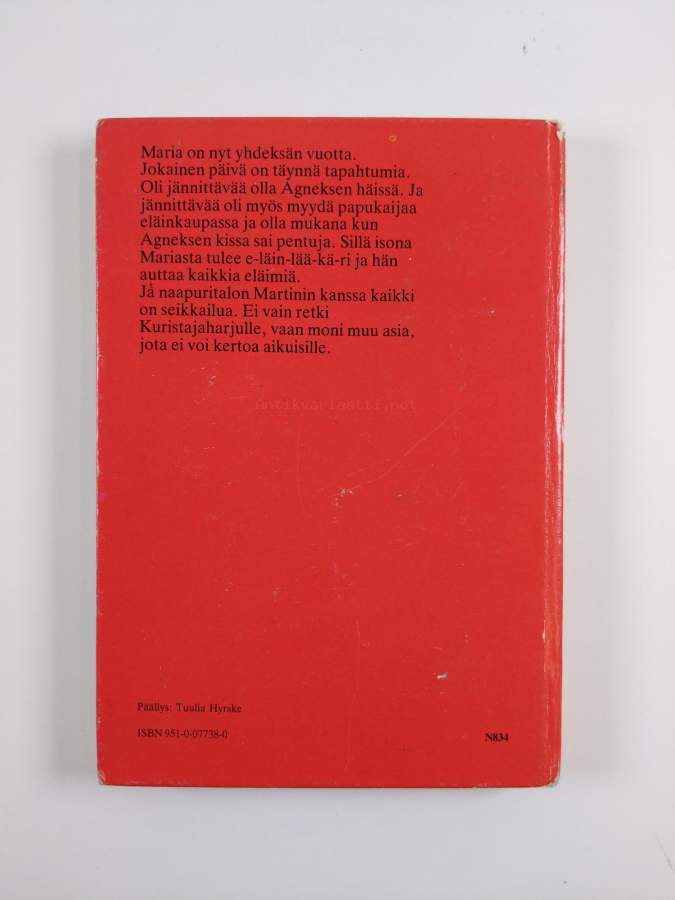 Maria on nyt yhdeksän vuotta.
Jokainen päivä on täynnä tapahtumia.
Oli jännittävää olla Agneksen häissä. Ja
jännittävää oli myös myydä papukaijaa
eläinkaupassa ja olla mukana kun
Agneksen kissa sai pentuja. Sillä isona
Mariasta tulee e-läin-lää-kä-ri ja hän
auttaa kaikkia eläimiä.
Ja naapuritalon Martinin kanssa kaikki
on seikkailua. Ei vain retki
Kuristajaharjulle, vaan moni muu asia,
jota ei voi kertoa aikuisille.
Antikvariaatti.net
Päällys: Tuulia Hyrske
ISBN 951-0-07738-0
N834